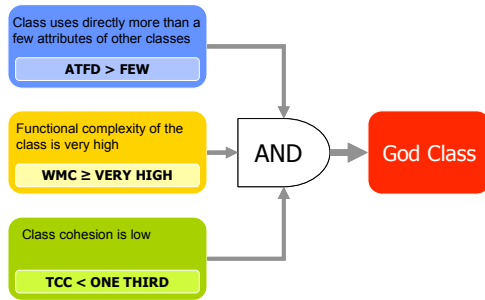 Class uses directly more than a
few attributes of other classes
ATFD > FEW
Functional complexity of the
class is very high
WMC ≥ VERY HIGH
AND
God Class
Class cohesion is low
TCC < ONE THIRD